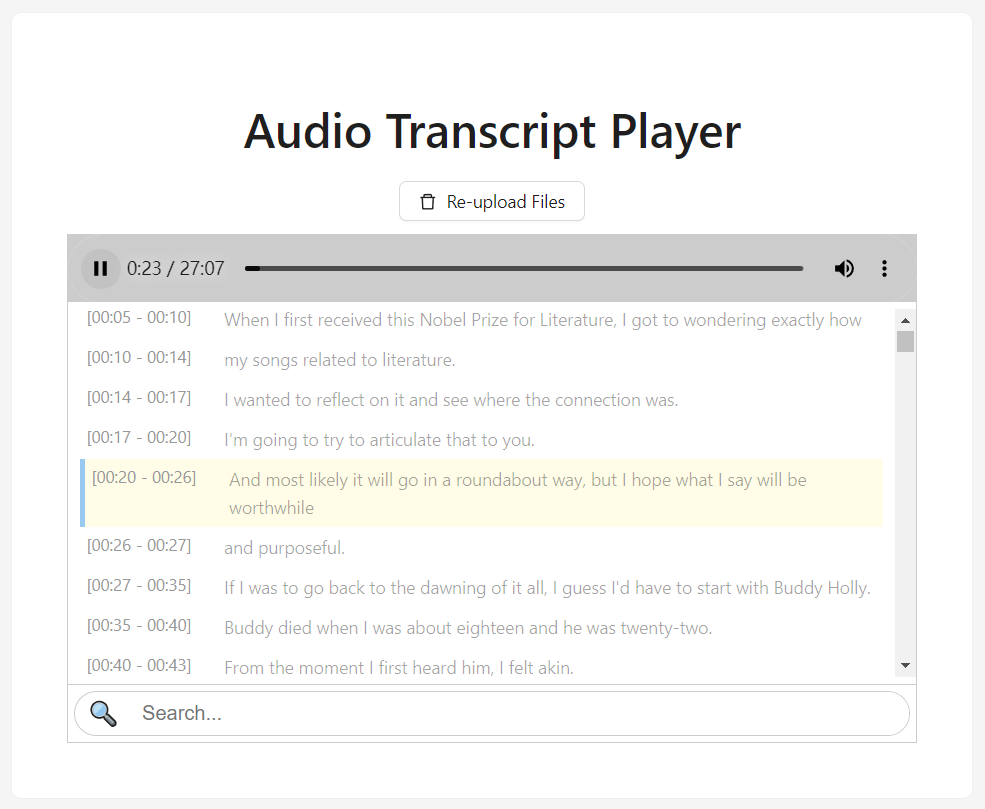 Audio Transcript Player
Re-upload Files
0:23 / 27:07
[00:05 - 00:10] When I first received this Nobel Prize for Literature, I got to wondering exactly how
[00:10 - 00:14] my songs related to literature.
[00:14 - 00:17] I wanted to reflect on it and see where the connection was.
[00:17 - 00:20] I'm going to try to articulate that to you.
[00:20 - 00:26] And most likely it will go in a roundabout way, but I hope what I say will be
worthwhile
[00:26 - 00:27] and purposeful.
[00:27 - 00:35] If I was to go back to the dawning of it all, I guess I'd have to start with Buddy Holly.
[00:35 - 00:40] Buddy died when I was about eighteen and he was twenty-two.
[00:40 - 00:43] From the moment I first heard him, I felt akin.
Search...